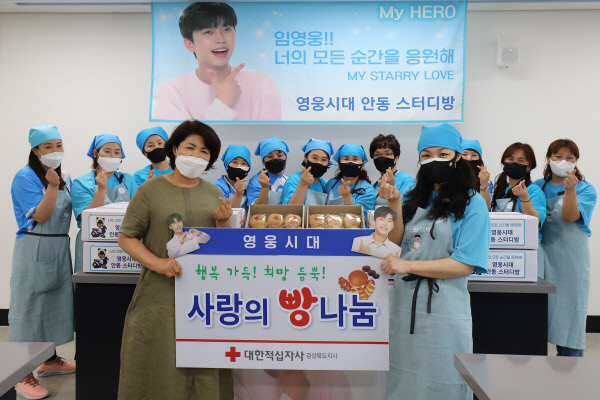 My HERO
임영웅!!
너의 모든 순간을 응원해
MY STARRY LOVE
영웅시대 안동 스터디방
영웅시대
안동 스터디방
영웅시대
안동 스터디방
영웅시대
행복 가득! 희망 듬뿍!
사랑의 빵나눔
대한적십자사 경상북도지사